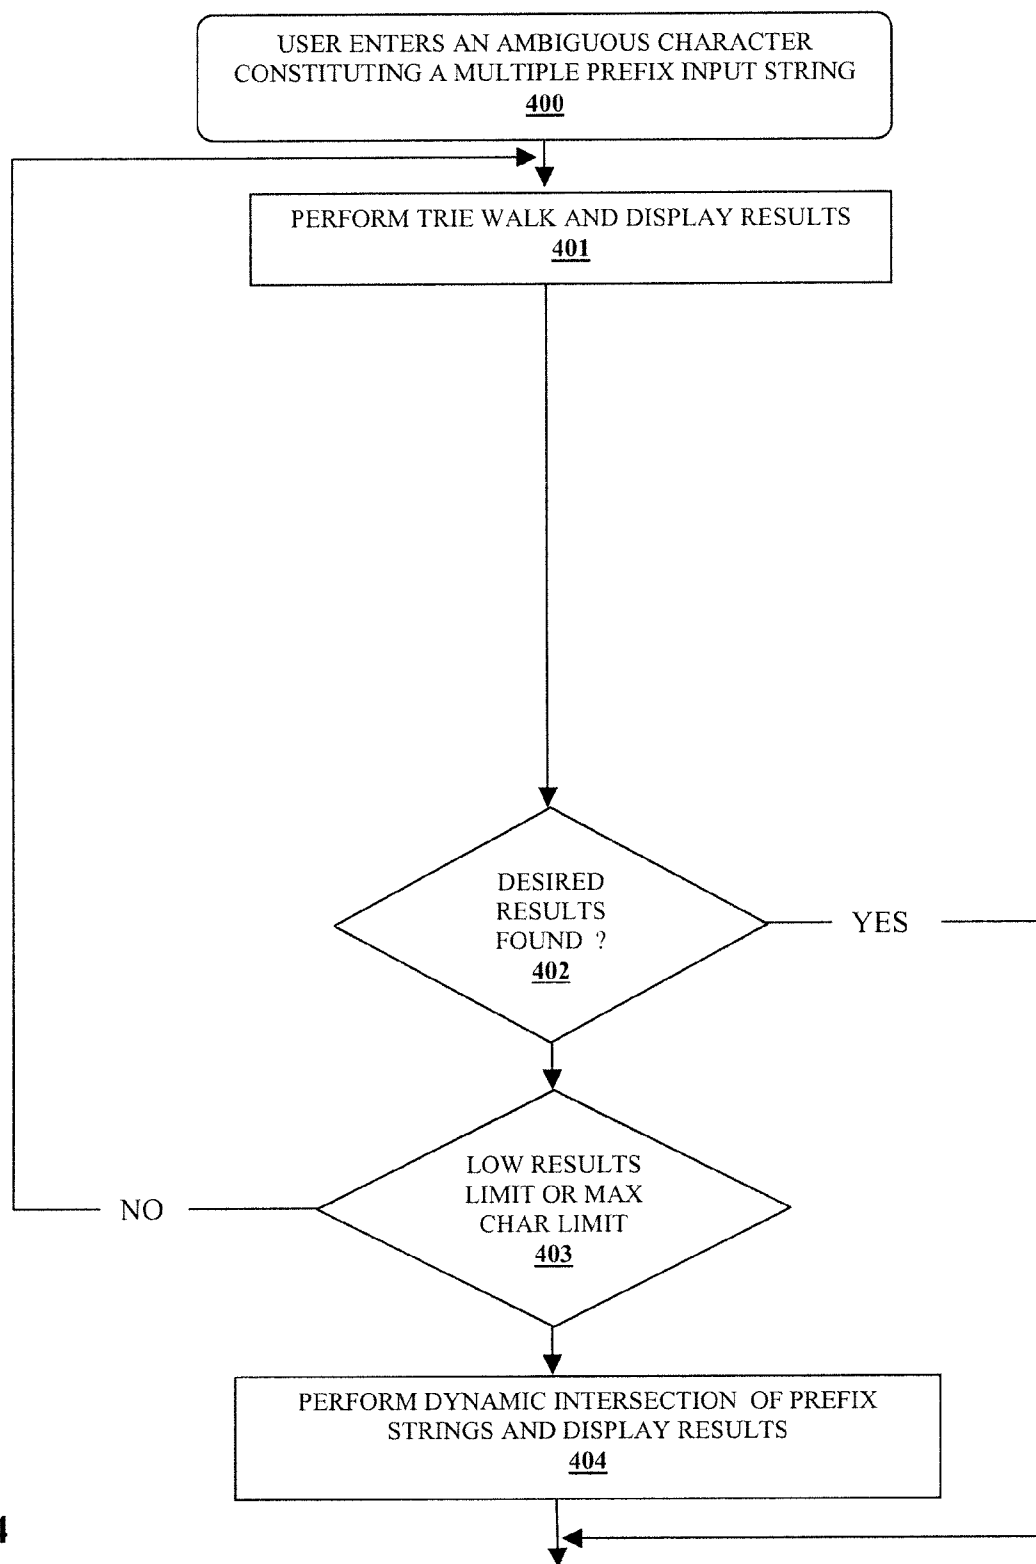 USER ENTERS AN AMBIGUOUS CHARACTER
CONSTITUTING A MULTIPLE PREFIX INPUT STRING
400
PERFORM TRIE WALK AND DISPLAY RESULTS
401
DESIRED
RESULTS
FOUND ?
402
YES
LOW RESULTS
LIMIT OR MAX
CHAR LIMIT
403
NO
PERFORM DYNAMIC INTERSECTION OF PREFIX
STRINGS AND DISPLAY RESULTS
404